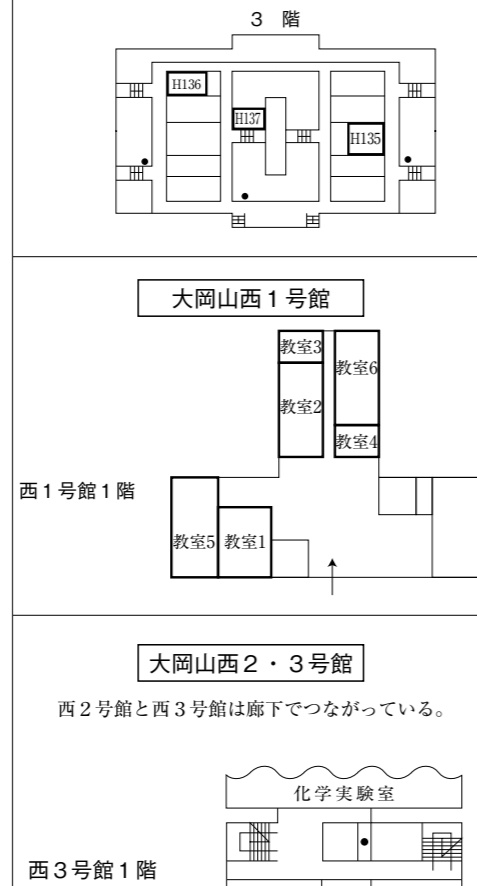 3 階
H136
H137
H135
大岡山西1号館
教室3
教室6
教室2
教室4
西1号館1階
教室5
教室1
大岡山西2・3号館
西2号館と西3号館は廊下でつながっている。
化学実験室
西3号館1階